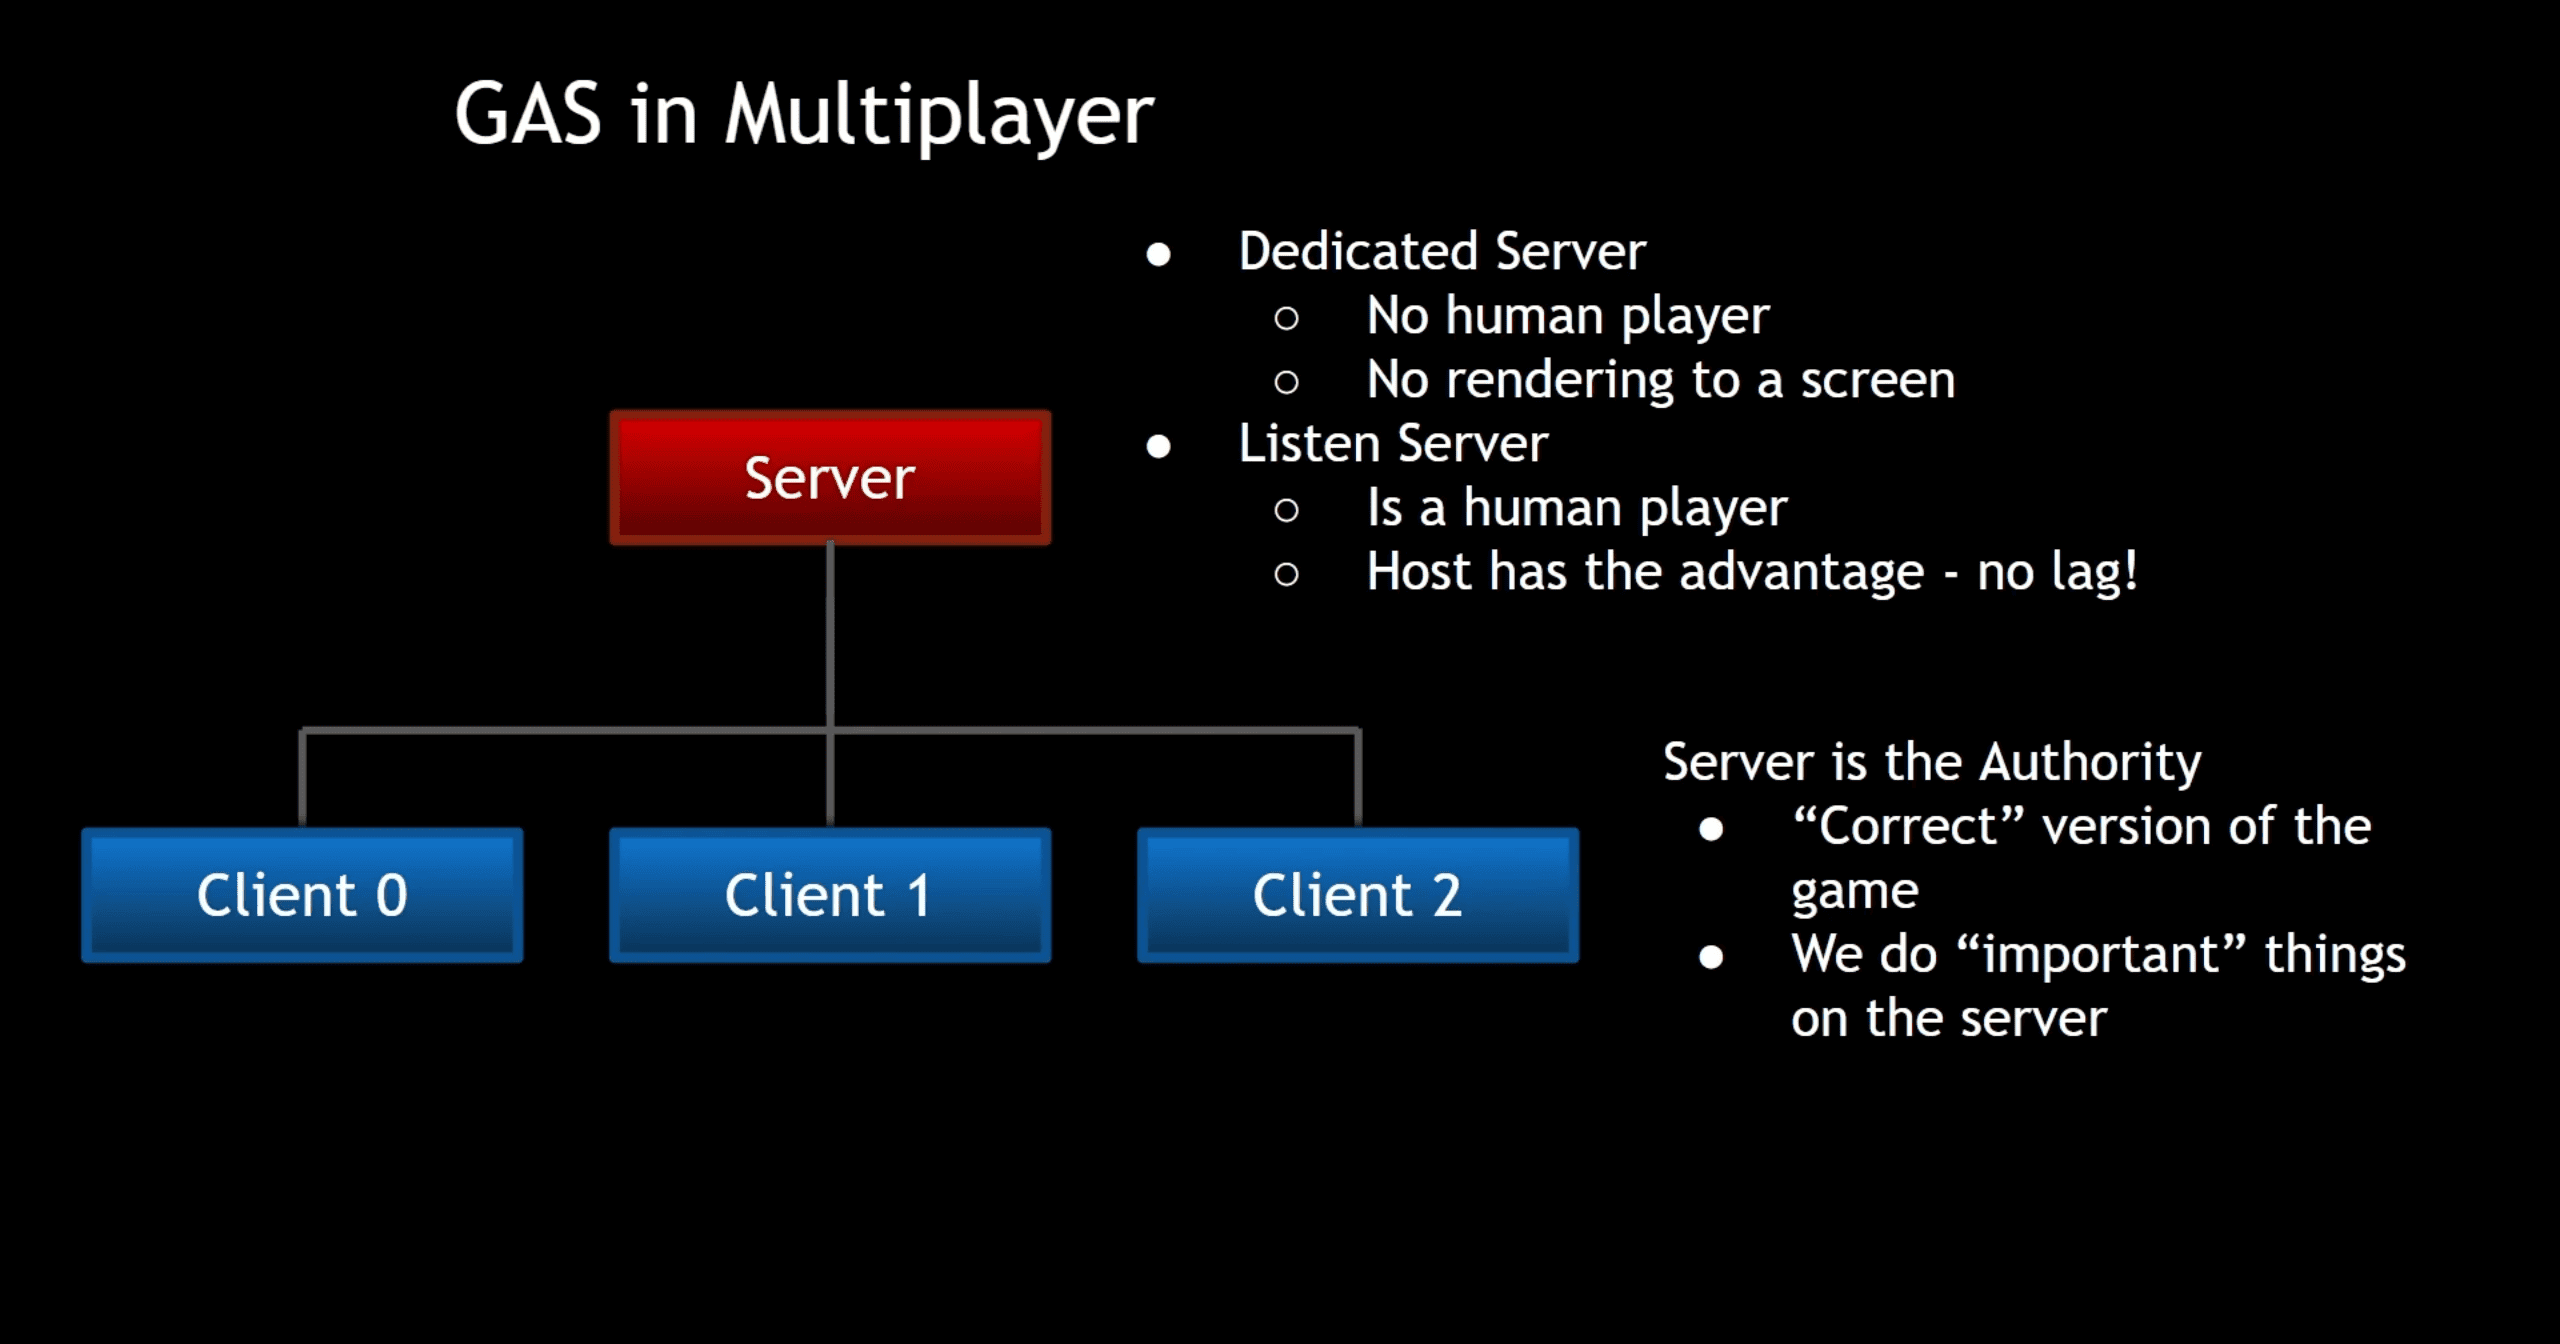 GAS in Multiplayer
● Dedicated Server
○ No human player
○ No rendering to a screen
● Listen Server
○ Is a human player
○ Host has the advantage - no lag!
Server
Client 0
Client 1
Client 2
Server is the Authority
● “Correct” version of the
game
● We do “important” things
on the server